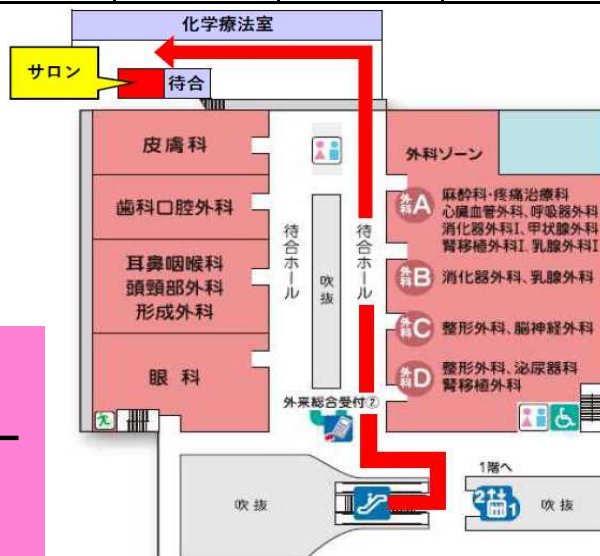 化学療法室
サロン
待合
皮膚科
歯科口腔外科
耳鼻咽喉科
頭頸部外科
形成外科
眼 科
待合ホール
吹抜
待合ホール
外科ゾーン
外科A
麻酔科・疼痛治療科
心臓血管外科、呼吸器外科
消化器外科I、甲状腺外科
腎移植外科I、乳腺外科I
外科B
消化器外科、乳腺外科
外科C
整形外科、脳神経外科
外科D
整形外科、泌尿器科
腎移植外科
外来総合受付②
吹抜
1階へ
2 1
吹抜
ー